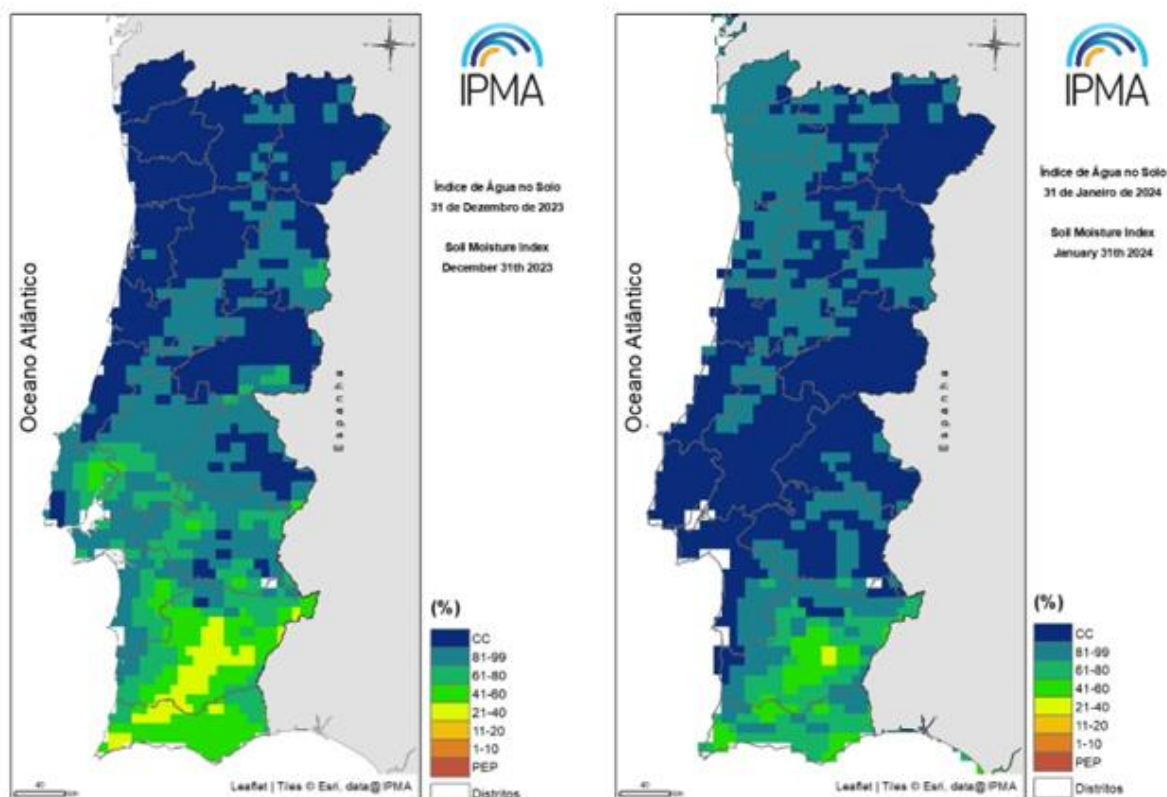 IPMA
Índice de Água no Solo
31 de Dezembro de 2023
Soil Moisture Index
December 31th 2023
Oceano Atlântico
Espanha
(%)
CC
81-99
61-80
41-60
21-40
11-20
1-10
PEP
Distritos
Leaflet | Tiles © Esri, data@IPMA
IPMA
Índice de Água no Solo
31 de Janeiro de 2024
Soil Moisture Index
January 31th 2024
Oceano Atlântico
Espanha
(%)
CC
81-99
61-80
41-60
21-40
11-20
1-10
PEP
Distritos
Leaflet | Tiles © Esri, data@IPMA